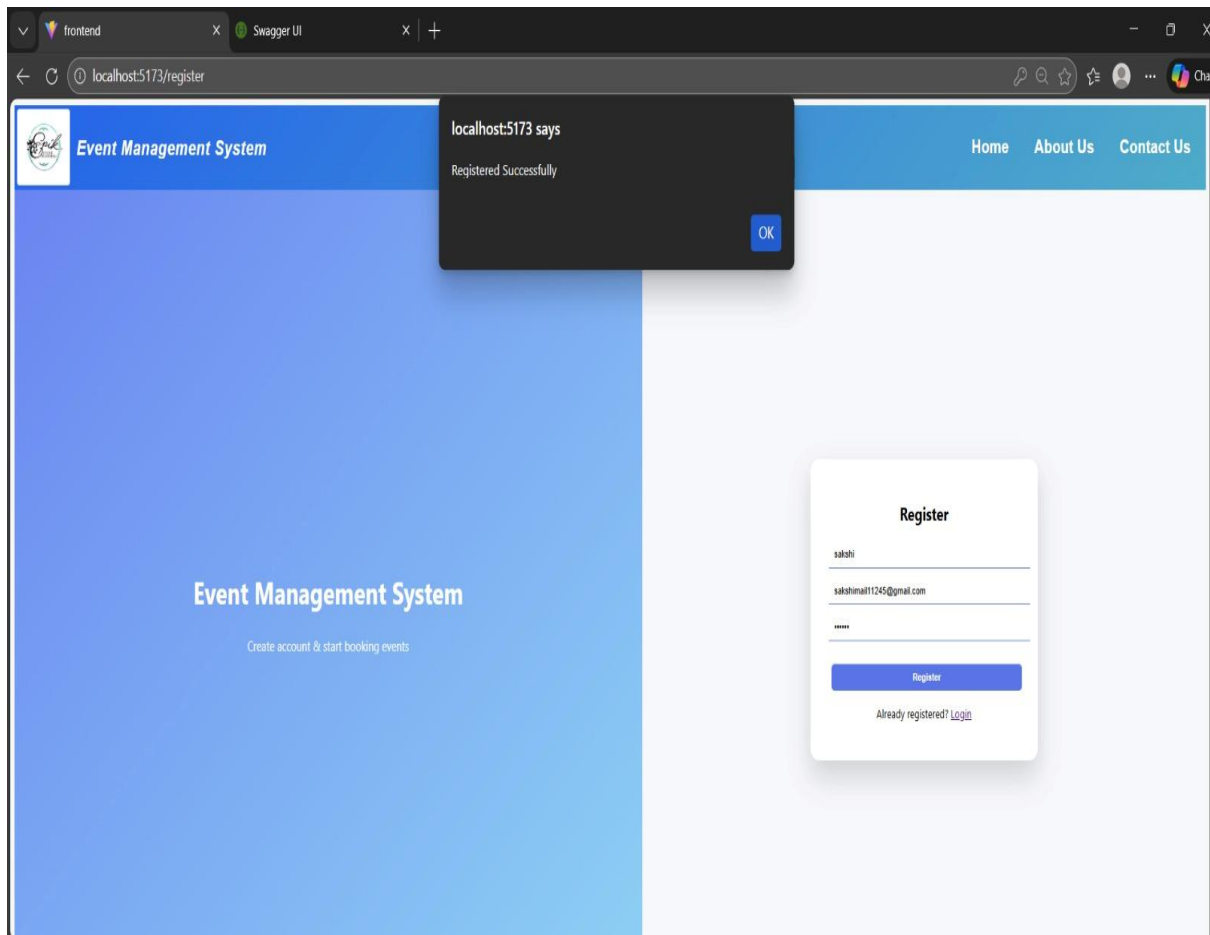 frontend
Swagger UI
localhost:5173/register
Event Management System
Home About Us Contact Us
localhost:5173 says
Registered Successfully
OK
Event Management System
Create account & start booking events
Register
sakshi
sakshimail11245@gmail.com
••••••
Register
Already registered? Login